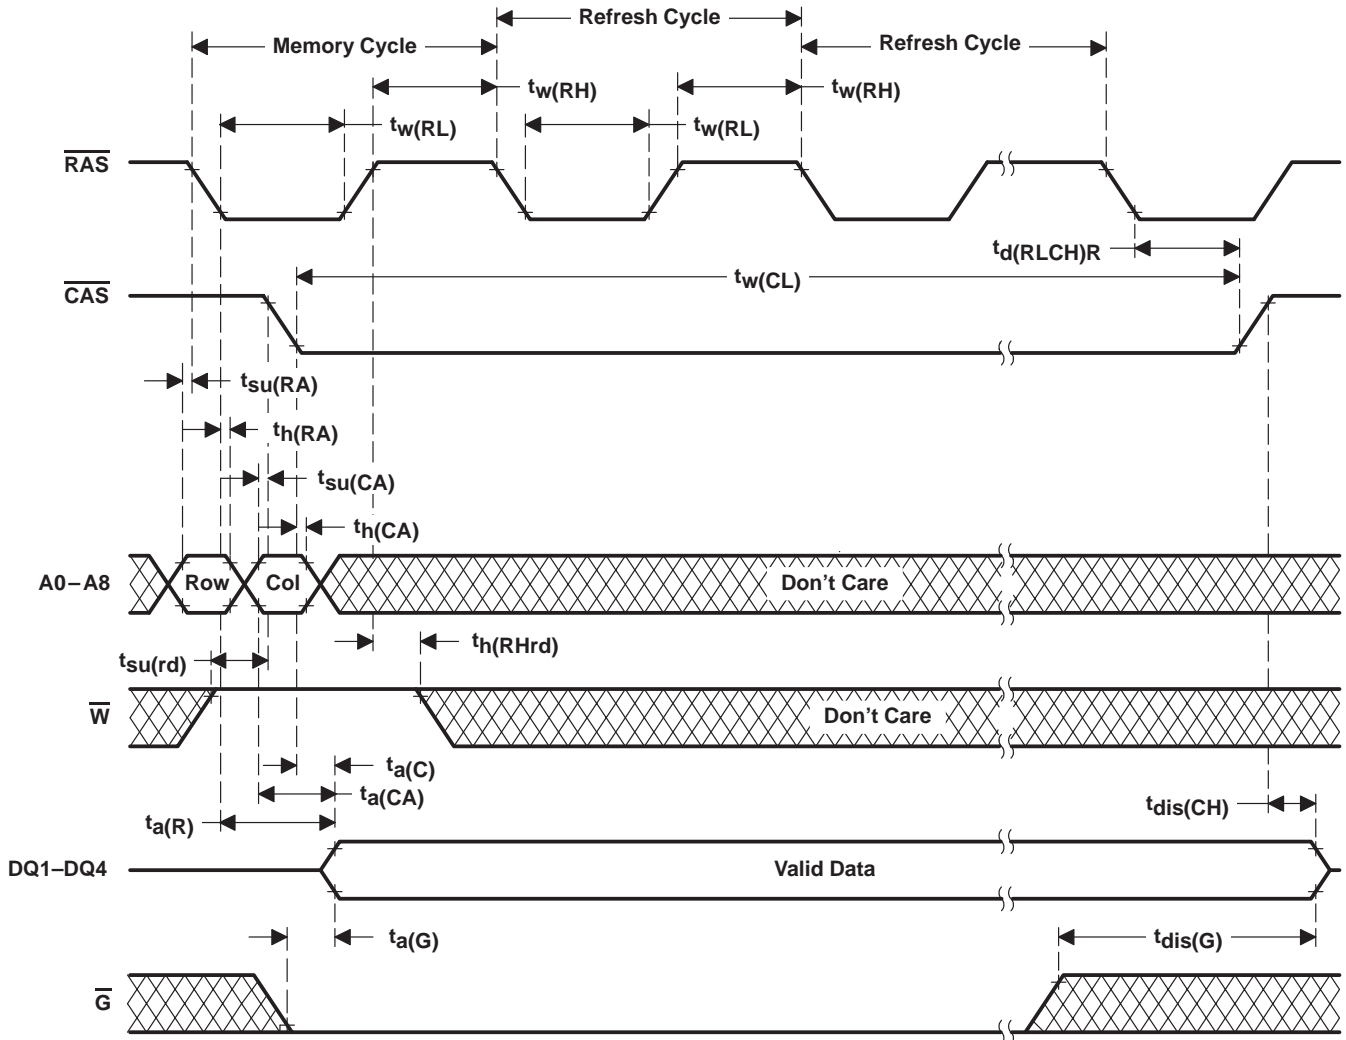 Refresh Cycle
Memory Cycle
Refresh Cycle
tw(RH)
tw(RH)
tw(RL)
tw(RL)
RAS
td(RLCH)R
tw(CL)
CAS
tsu(RA)
th(RA)
tsu(CA)
th(CA)
A0–A8
Row
Col
Don't Care
th(RHrd)
tsu(rd)
W
Don't Care
ta(C)
ta(CA)
tdis(CH)
ta(R)
DQ1–DQ4
Valid Data
ta(G)
tdis(G)
G